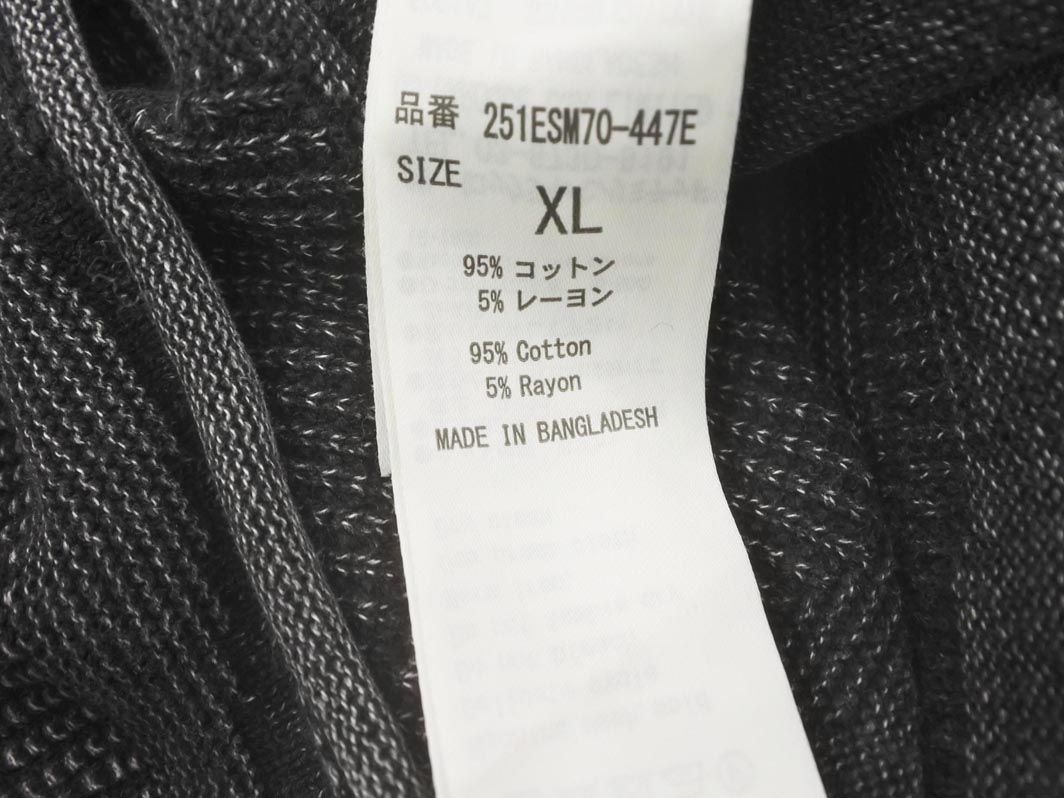 品番 251ESM70-447E
SIZE
XL
95% コットン
5% レーヨン
95% Cotton
5% Rayon
MADE IN BANGLADESH